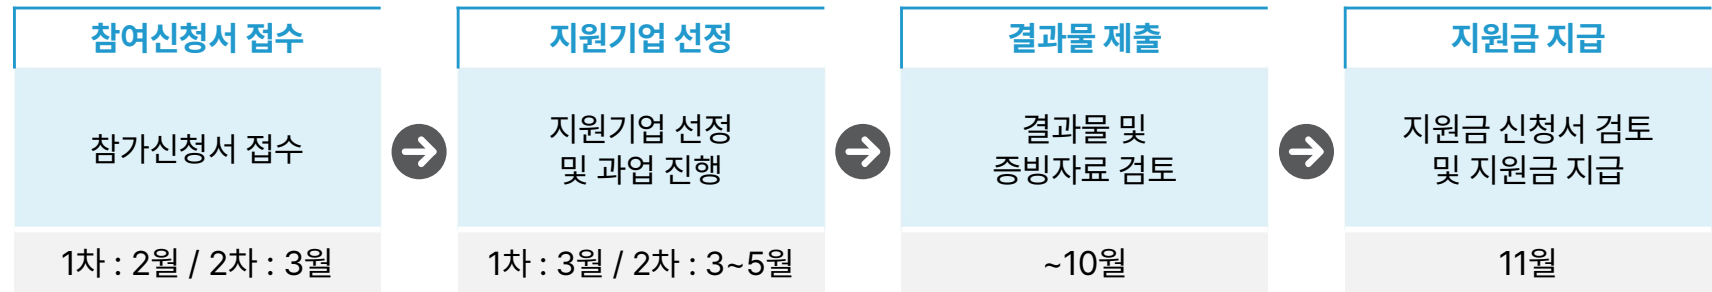 참여신청서 접수
지원기업 선정
결과물 제출
지원금 지급
참가신청서 접수
지원기업 선정
및 과업 진행
결과물 및
증빙자료 검토
지원금 신청서 검토
및 지원금 지급
1차 : 2월 / 2차 : 3월
1차 : 3월 / 2차 : 3~5월
~10월
11월